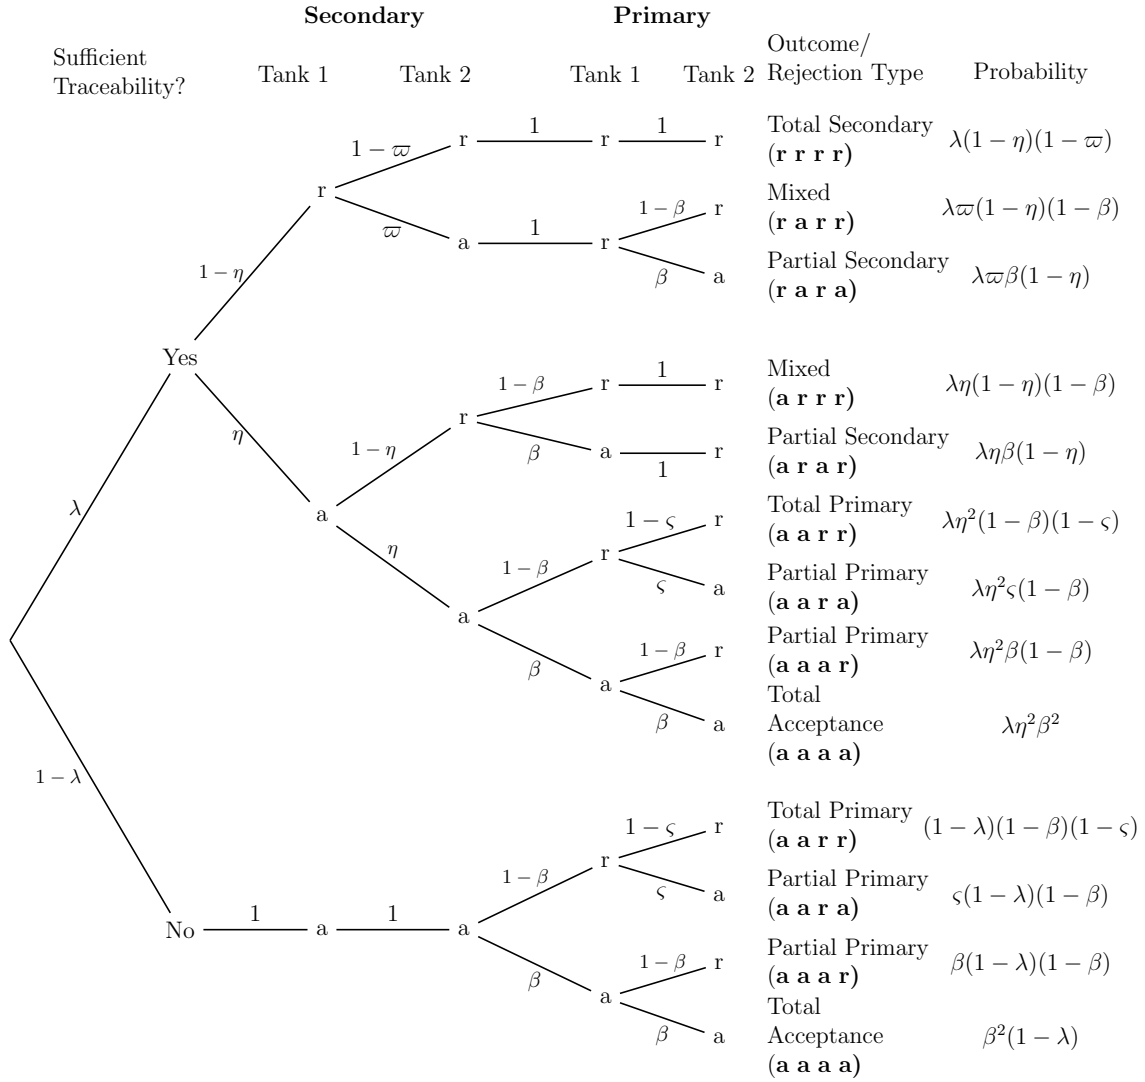 Secondary Primary
Sufficient Traceability? Tank 1 Tank 2 Tank 1 Tank 2 Outcome/ Rejection Type Probability
1 − ϖ r 1 r 1 r Total Secondary (r r r r) λ(1 − η)(1 − ϖ)
r
1 − β r Mixed (r a r r) λϖ(1 − η)(1 − β)
ϖ a 1 r
β a Partial Secondary (r a r a) λϖβ(1 − η)
1 − η
Yes
1 − β r 1 r Mixed (a r r r) λη(1 − η)(1 − β)
r
η 1 − η β a 1 r Partial Secondary (a r a r) ληβ(1 − η)
λ a
1 − ς r Total Primary (a a r r) λη²(1 − β)(1 − ς)
η 1 − β r
ς a Partial Primary (a a r a) λη²ς(1 − β)
a
1 − β r Partial Primary (a a a r) λη²β(1 − β)
β a
β a Total Acceptance (a a a a) λη²β²
1 − λ
1 − ς r Total Primary (a a r r) (1 − λ)(1 − β)(1 − ς)
1 − β r
ς a Partial Primary (a a r a) ς(1 − λ)(1 − β)
No 1 a 1 a
1 − β r Partial Primary (a a a r) β(1 − λ)(1 − β)
β a
β a Total Acceptance (a a a a) β²(1 − λ)